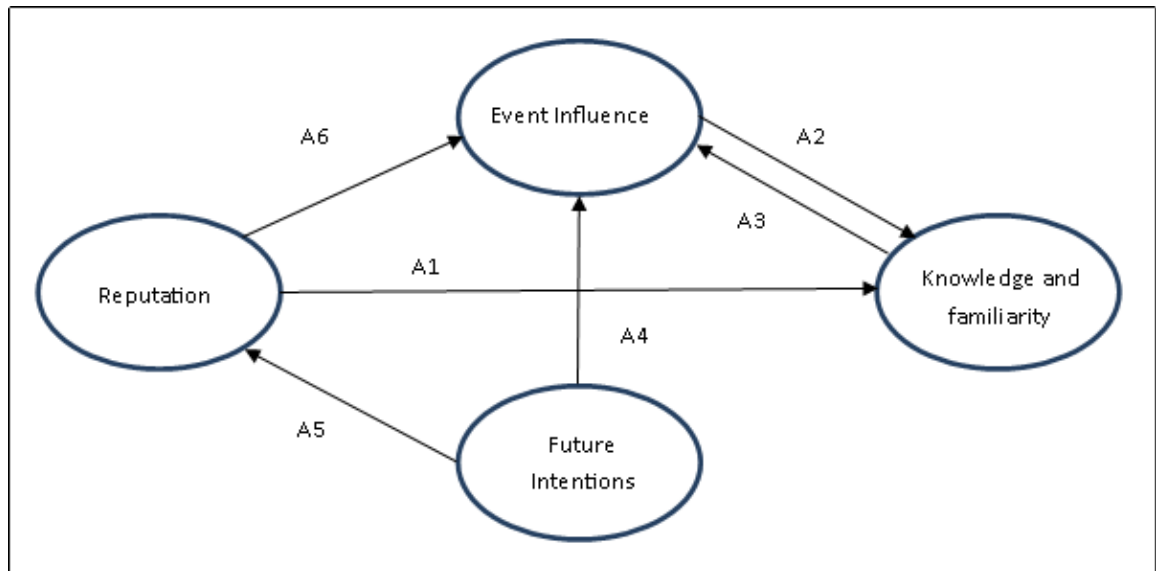 Event Influence
A6
A2
A3
A1
Reputation
Knowledge and
familiarity
A4
A5
Future
Intentions